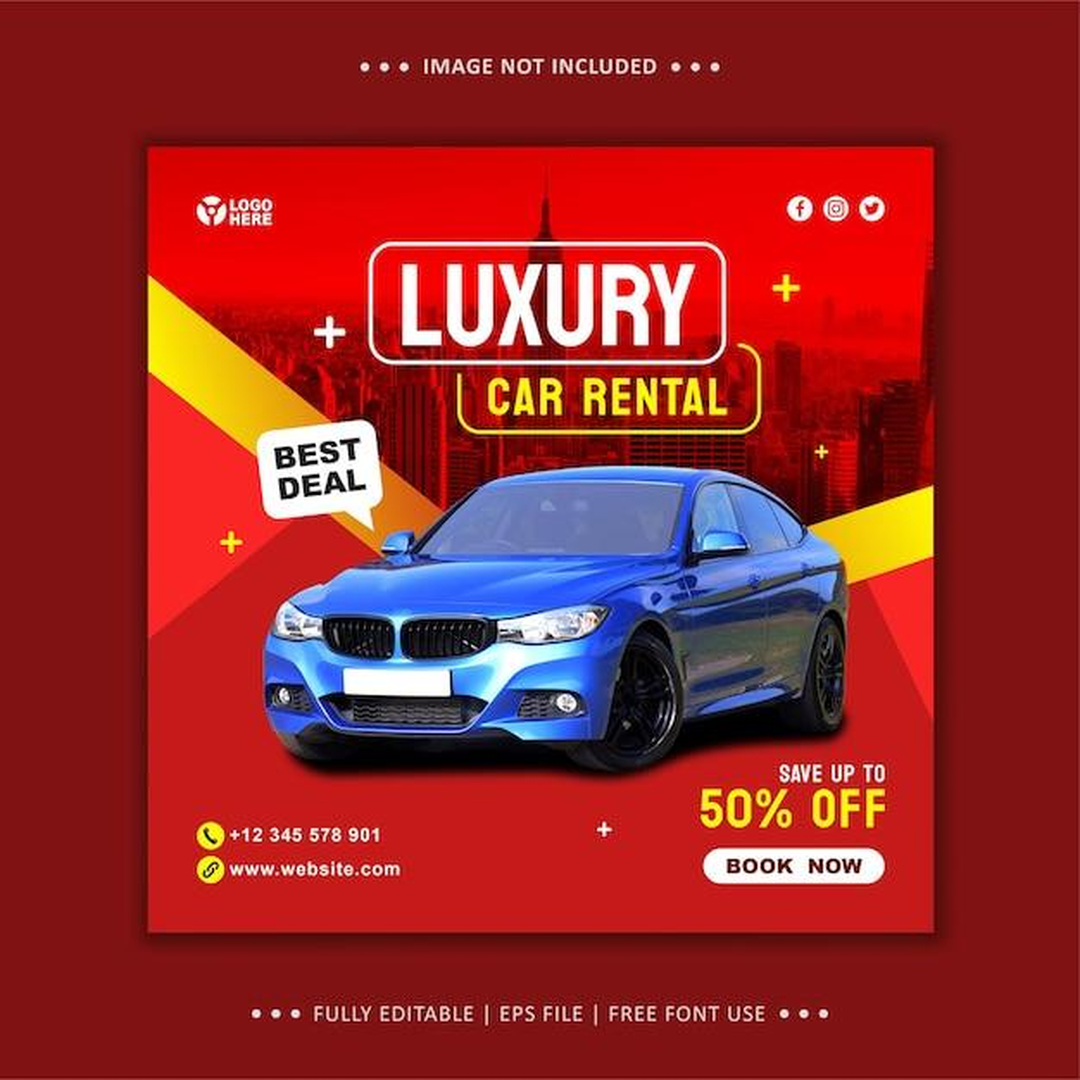 ••• IMAGE NOT INCLUDED •••
LOGO
HERE
LUXURY
CAR RENTAL
BEST
DEAL
SAVE UP TO
50% OFF
BOOK NOW
+12 345 578 901
www.website.com
••• FULLY EDITABLE | EPS FILE | FREE FONT USE •••